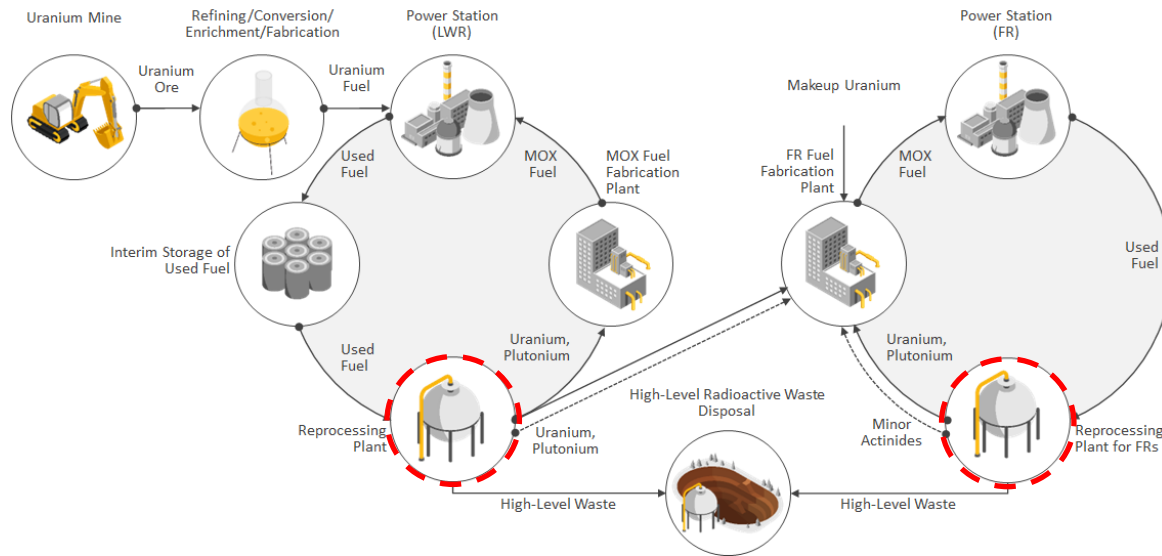 Uranium Mine
Refining/Conversion/
Enrichment/Fabrication
Power Station
(LWR)
Power Station
(FR)
Uranium
Ore
Uranium
Fuel
Makeup Uranium
Used
Fuel
MOX
Fuel
MOX Fuel
Fabrication
Plant
FR Fuel
Fabrication
Plant
MOX
Fuel
Interim Storage of
Used Fuel
Used
Fuel
Used
Fuel
Uranium,
Plutonium
Uranium,
Plutonium
High-Level Radioactive Waste
Disposal
Reprocessing
Plant
Uranium,
Plutonium
Minor
Actinides
Reprocessing
Plant for FRs
High-Level Waste
High-Level Waste